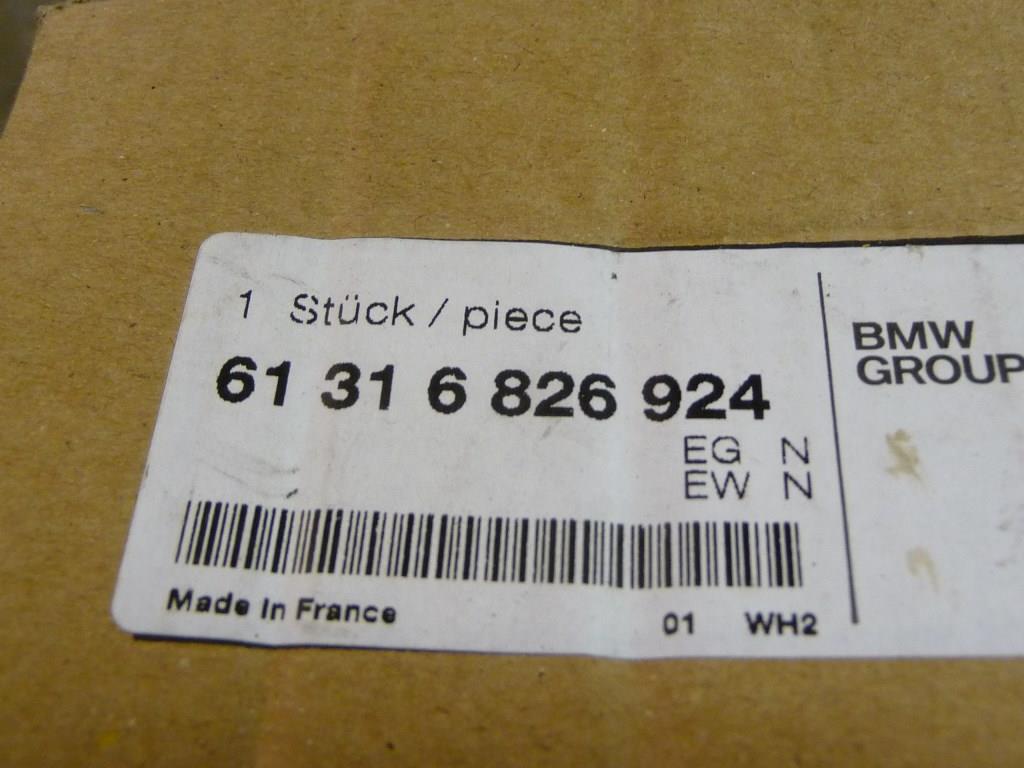 1 Stück / piece
61 31 6 826 924
EG N
EW N
Made In France
01 WH2
BMW
GROUP